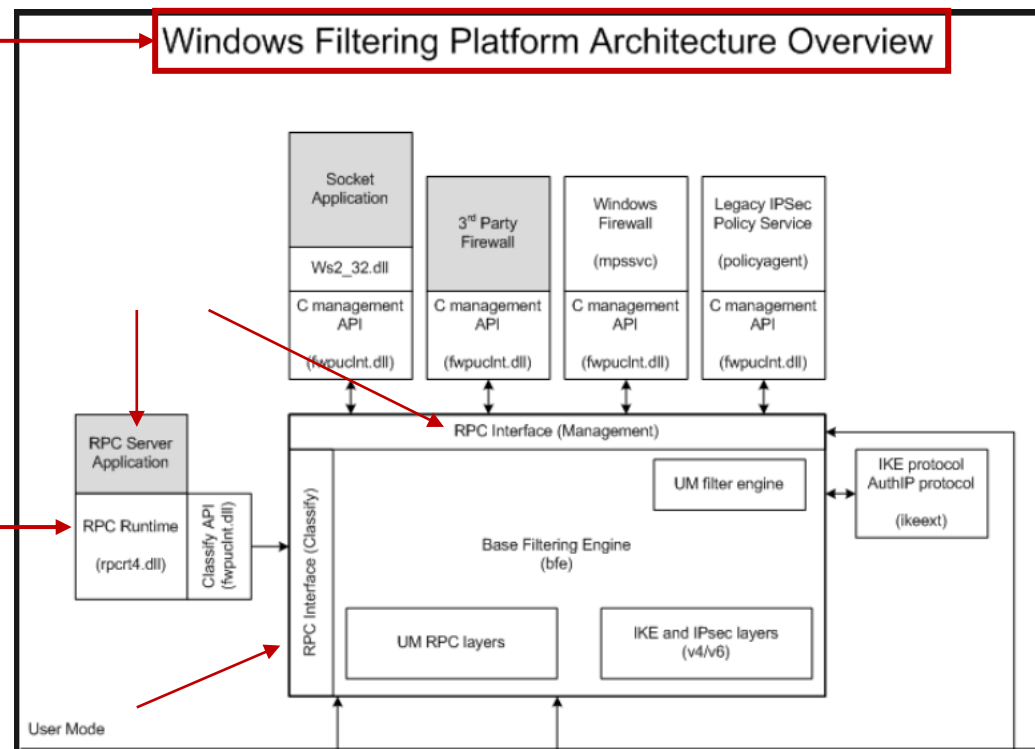 Windows Filtering Platform Architecture Overview
Socket
Application
Ws2_32.dll
C management
API
(fwpuclnt.dll)
3rd Party
Firewall
C management
API
(fwpuclnt.dll)
Windows
Firewall
(mpssvc)
C management
API
(fwpuclnt.dll)
Legacy IPSec
Policy Service
(policyagent)
C management
API
(fwpuclnt.dll)
RPC Server
Application
RPC Runtime
(rpcrt4.dll)
Classify API
(fwpuclnt.dll)
RPC Interface (Management)
RPC Interface (Classify)
UM filter engine
Base Filtering Engine
(bfe)
UM RPC layers
IKE and IPsec layers
(v4/v6)
IKE protocol
AuthIP protocol
(ikeext)
User Mode